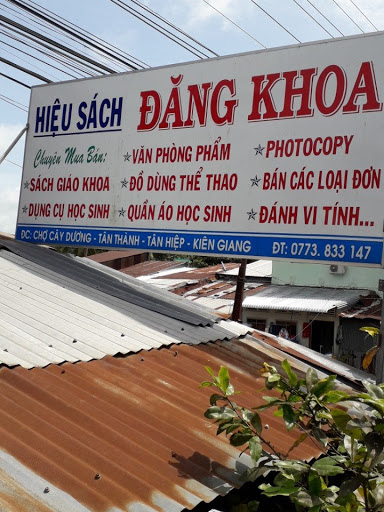 HIỆU SÁCH ĐĂNG KHOA
Chuyên Mua Bán:
VĂN PHÒNG PHẨM
PHOTOCOPY
SÁCH GIÁO KHOA
ĐỒ DÙNG THỂ THAO
BÁN CÁC LOẠI ĐƠN
DỤNG CỤ HỌC SINH
QUẦN ÁO HỌC SINH
ĐÁNH VI TÍNH...
ĐC: CHỢ CÂY DƯƠNG - TÂN THÀNH - TÂN HIỆP - KIÊN GIANG ĐT: 0773. 833 147